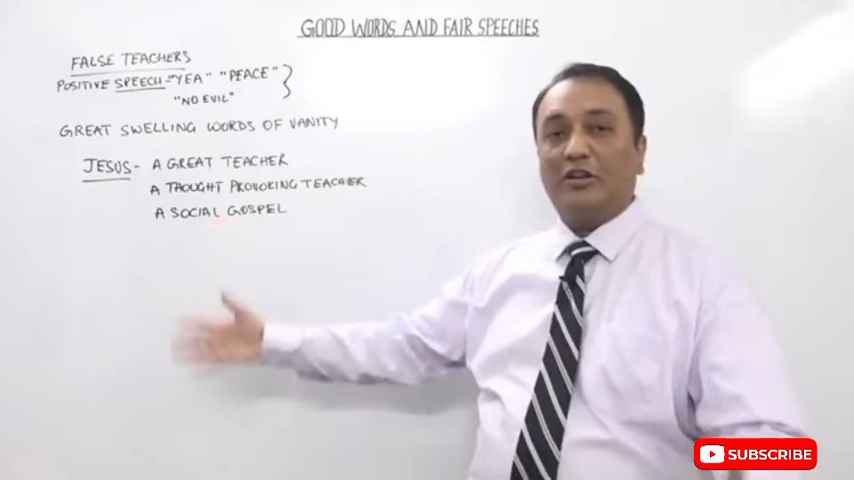 GOOD WORDS AND FAIR SPEECHES
FALSE TEACHERS
POSITIVE SPEECH - "YEA" "PEACE"
"NO EVIL"
GREAT SWELLING WORDS OF VANITY
JESUS - A GREAT TEACHER
A THOUGHT PROVOKING TEACHER
A SOCIAL GOSPEL
SUBSCRIBE